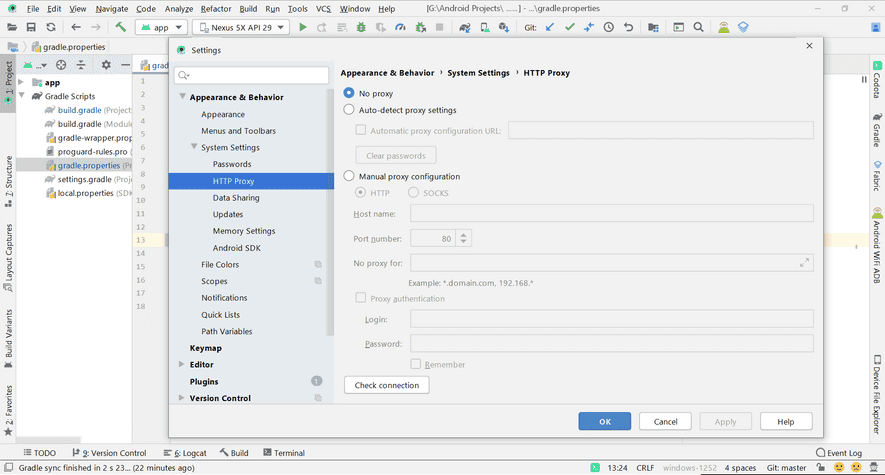 File Edit View Navigate Code Analyze Refactor Build Run Tools VCS Window Help [G:\Android Projects\ ... ...] - ...\gradle.properties
app Nexus 5X API 29 Git:
gradle.properties
1: Project
Z: Structure
Layout Captures
Build Variants
2: Favorites
app
Gradle Scripts
build.gradle (Project:
build.gradle (Module
gradle-wrapper.prop
proguard-rules.pro (
gradle.properties (Pr
settings.gradle (Proje
local.properties (SDK
grad
1
2
3
4
5
6
7
8
9
10
11
12
13
14
15
16
17
18
Settings
Appearance & Behavior
Appearance
Menus and Toolbars
System Settings
Passwords
HTTP Proxy
Data Sharing
Updates
Memory Settings
Android SDK
File Colors
Scopes
Notifications
Quick Lists
Path Variables
Keymap
Editor
Plugins 1
Version Control
Appearance & Behavior › System Settings › HTTP Proxy
No proxy
Auto-detect proxy settings
Automatic proxy configuration URL:
Clear passwords
Manual proxy configuration
HTTP SOCKS
Host name:
Port number: 80
No proxy for:
Example: *.domain.com, 192.168.*
Proxy authentication
Login:
Password:
Remember
Check connection
OK Cancel Apply Help
Codota
Gradle
Fabric
Android WiFi ADB
Device File Explorer
TODO 9: Version Control 6: Logcat Build Terminal Event Log
Gradle sync finished in 2 s 23... (22 minutes ago) 13:24 CRLF windows-1252 4 spaces Git: master